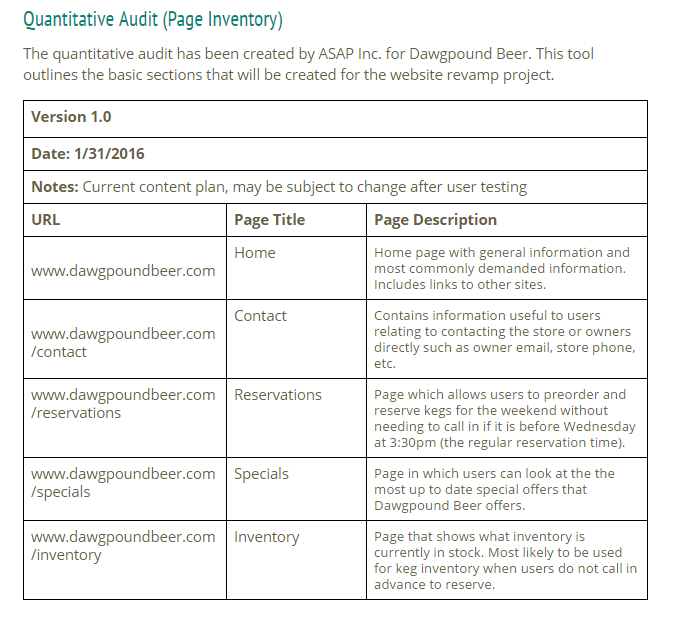 Quantitative Audit (Page Inventory)
The quantitative audit has been created by ASAP Inc. for Dawgpound Beer. This tool
outlines the basic sections that will be created for the website revamp project.
Version 1.0
Date: 1/31/2016
Notes: Current content plan, may be subject to change after user testing
URL Page Title Page Description
www.dawgpoundbeer.com
Home
Home page with general information and
most commonly demanded information.
Includes links to other sites.
www.dawgpoundbeer.com
/contact
Contact
Contains information useful to users
relating to contacting the store or owners
directly such as owner email, store phone,
etc.
www.dawgpoundbeer.com
/reservations
Reservations
Page which allows users to preorder and
reserve kegs for the weekend without
needing to call in if it is before Wednesday
at 3:30pm (the regular reservation time).
www.dawgpoundbeer.com
/specials
Specials
Page in which users can look at the the
most up to date special offers that
Dawgpound Beer offers.
www.dawgpoundbeer.com
/inventory
Inventory
Page that shows what inventory is
currently in stock. Most likely to be used
for keg inventory when users do not call in
advance to reserve.